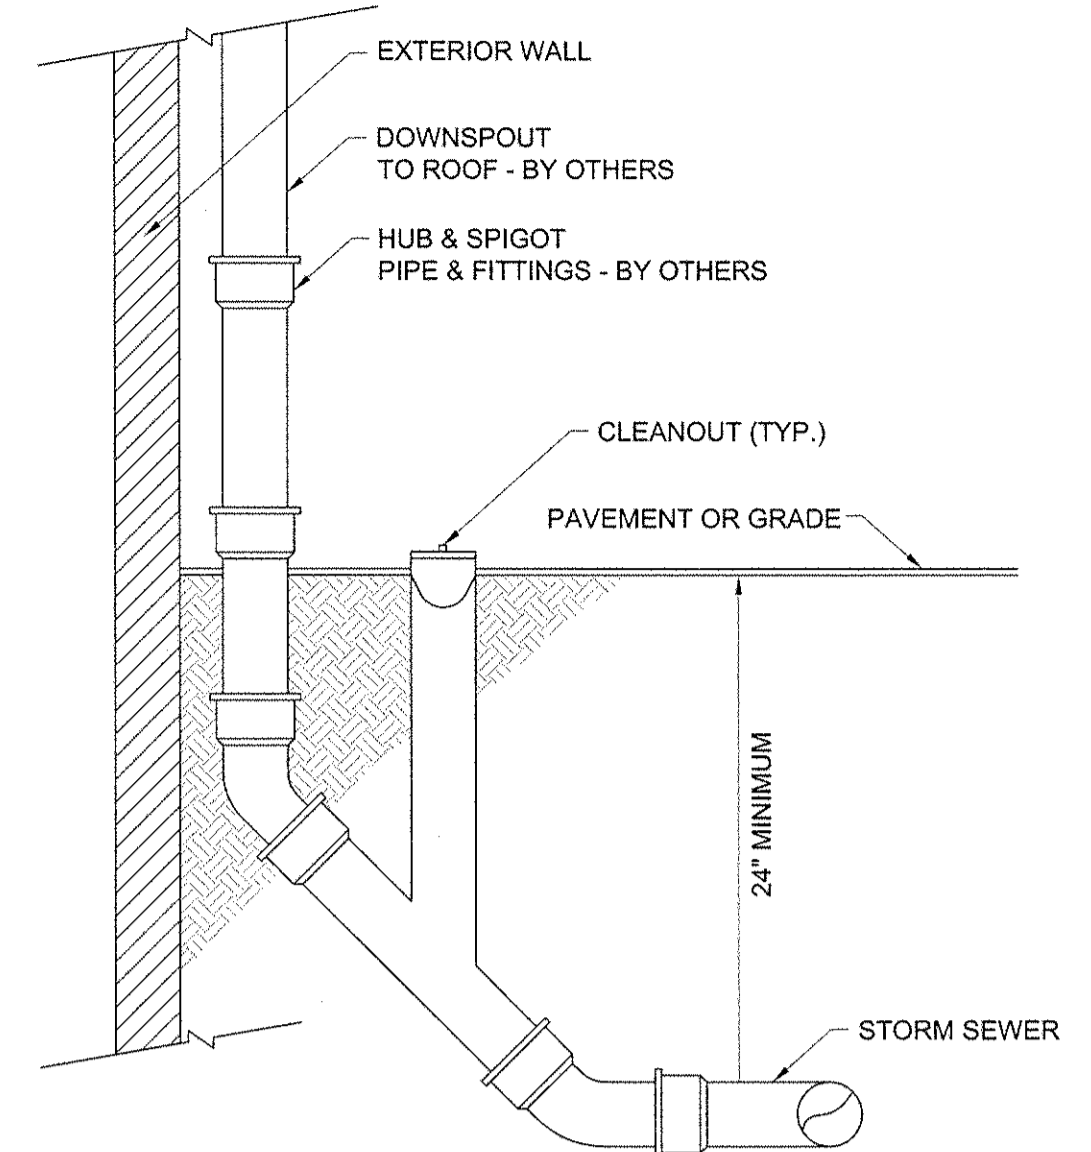 EXTERIOR WALL
DOWNSPOUT
TO ROOF - BY OTHERS
HUB & SPIGOT
PIPE & FITTINGS - BY OTHERS
CLEANOUT (TYP.)
PAVEMENT OR GRADE
24" MINIMUM
STORM SEWER